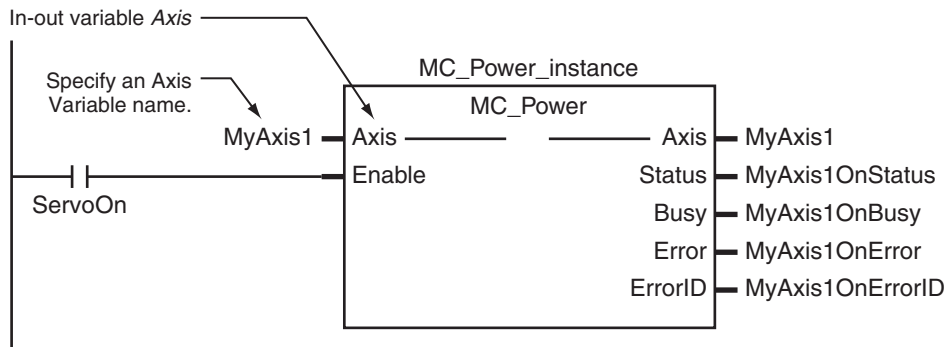 In-out variable Axis
Specify an Axis
Variable name.
MC_Power_instance
MC_Power
MyAxis1 Axis Axis MyAxis1
Enable Status MyAxis1OnStatus
ServoOn Busy MyAxis1OnBusy
Error MyAxis1OnError
ErrorID MyAxis1OnErrorID